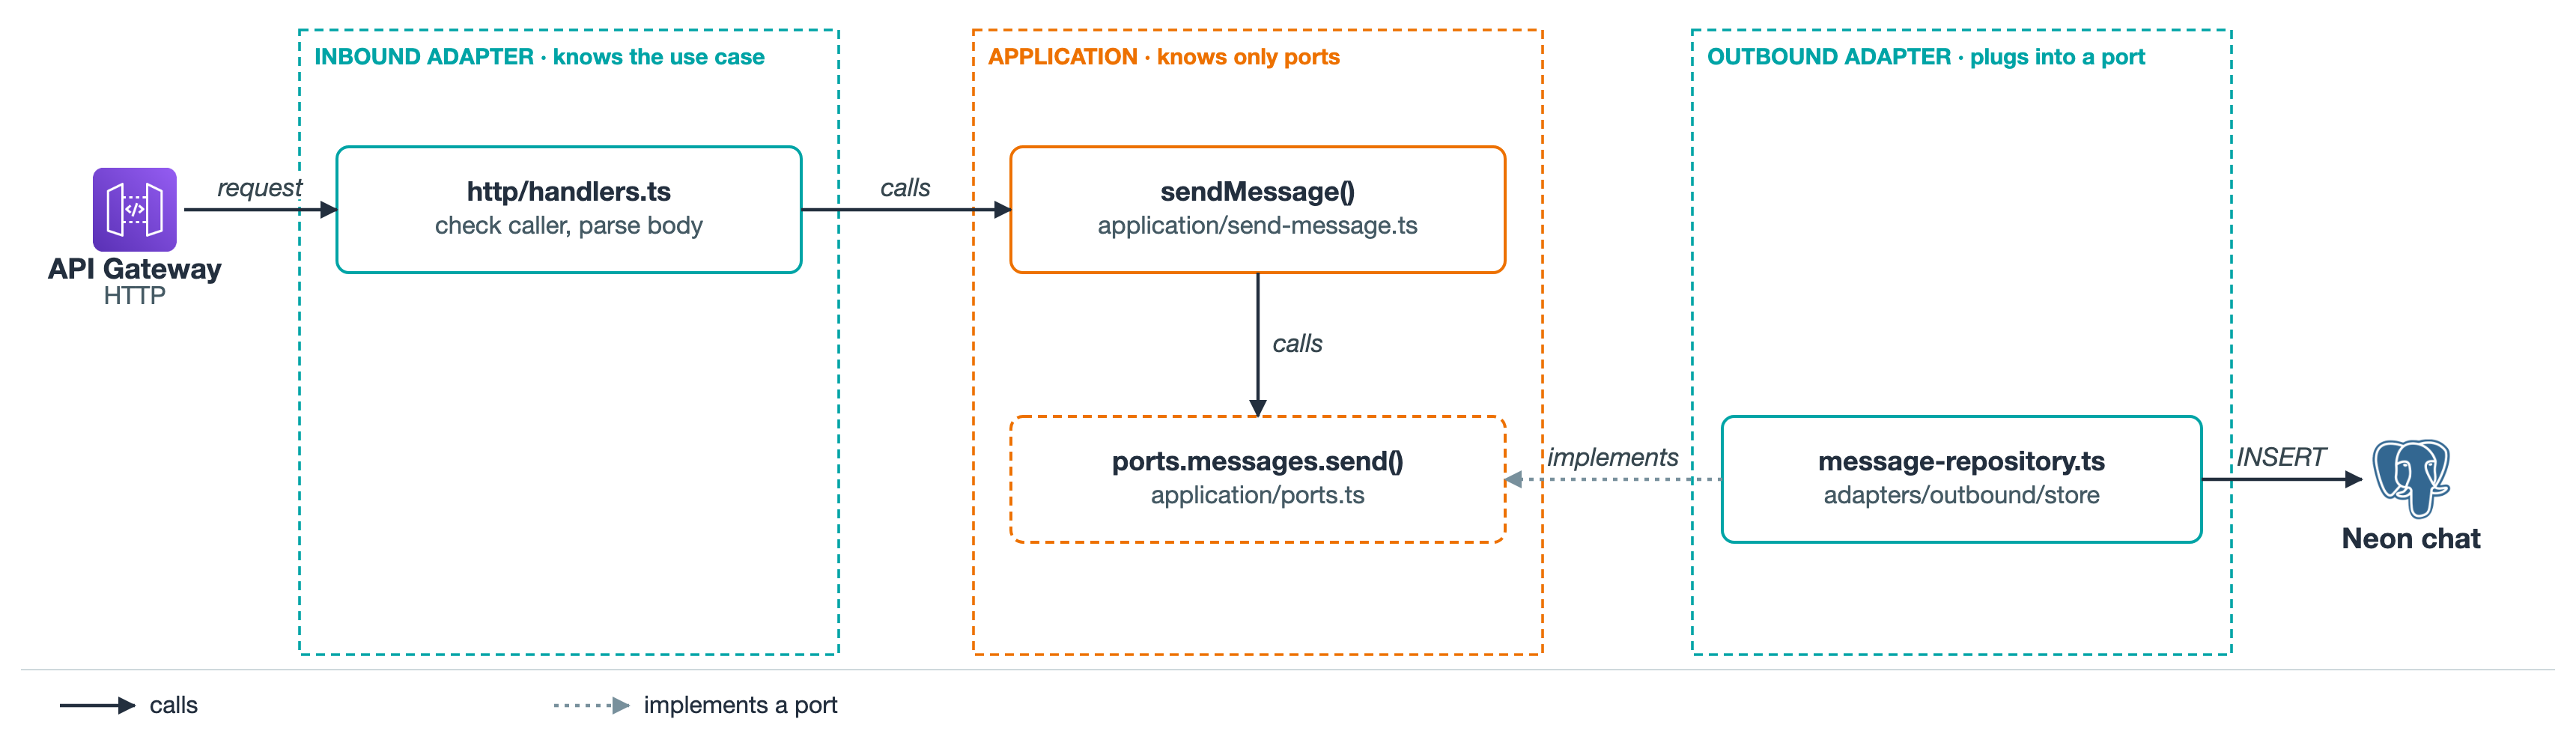 INBOUND ADAPTER · knows the use case
APPLICATION · knows only ports
OUTBOUND ADAPTER · plugs into a port
request
http/handlers.ts
check caller, parse body
calls
sendMessage()
application/send-message.ts
API Gateway
HTTP
calls
ports.messages.send()
application/ports.ts
implements
message-repository.ts
adapters/outbound/store
INSERT
Neon chat
calls
implements a port